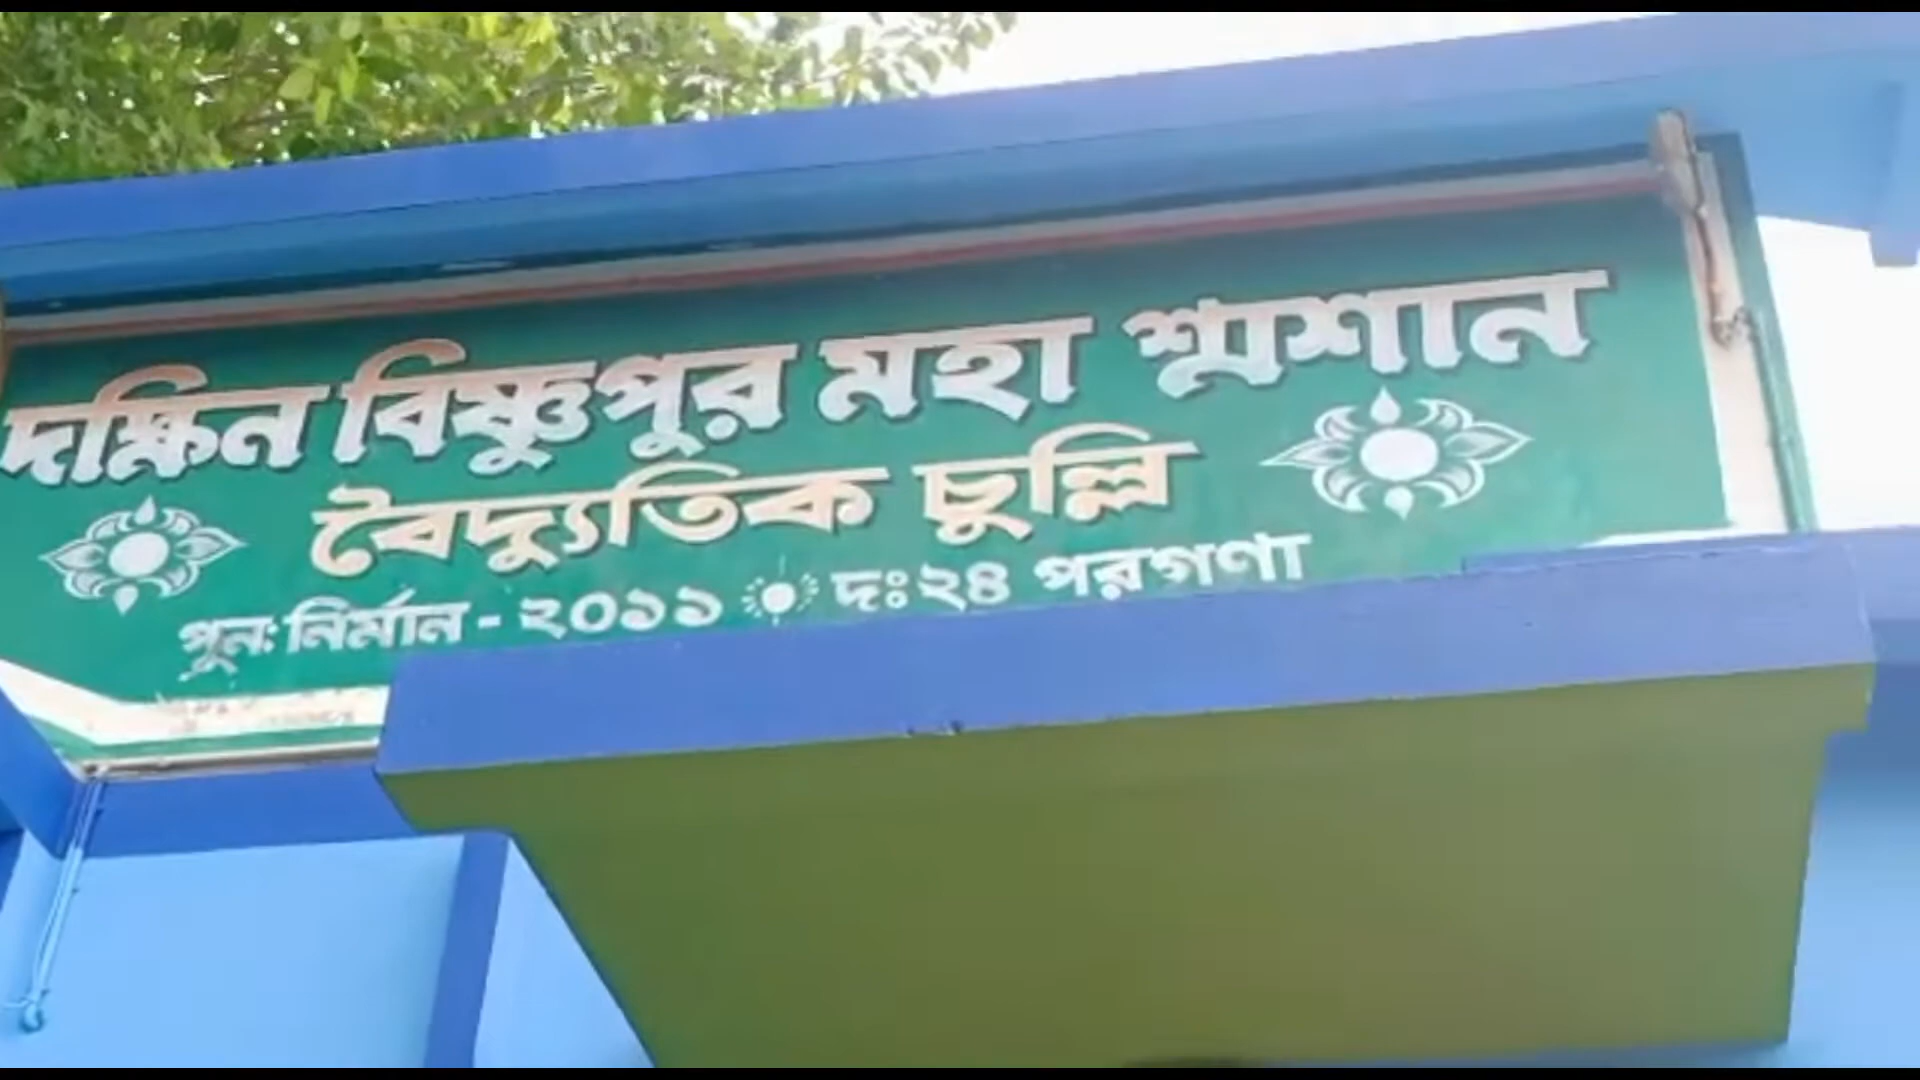 দক্ষিন বিষ্ণুপুর মহা শ্মশান
বৈদ্যুতিক চুল্লি
পুনঃ নির্মান - ২০১১ দঃ ২৪ পরগণা